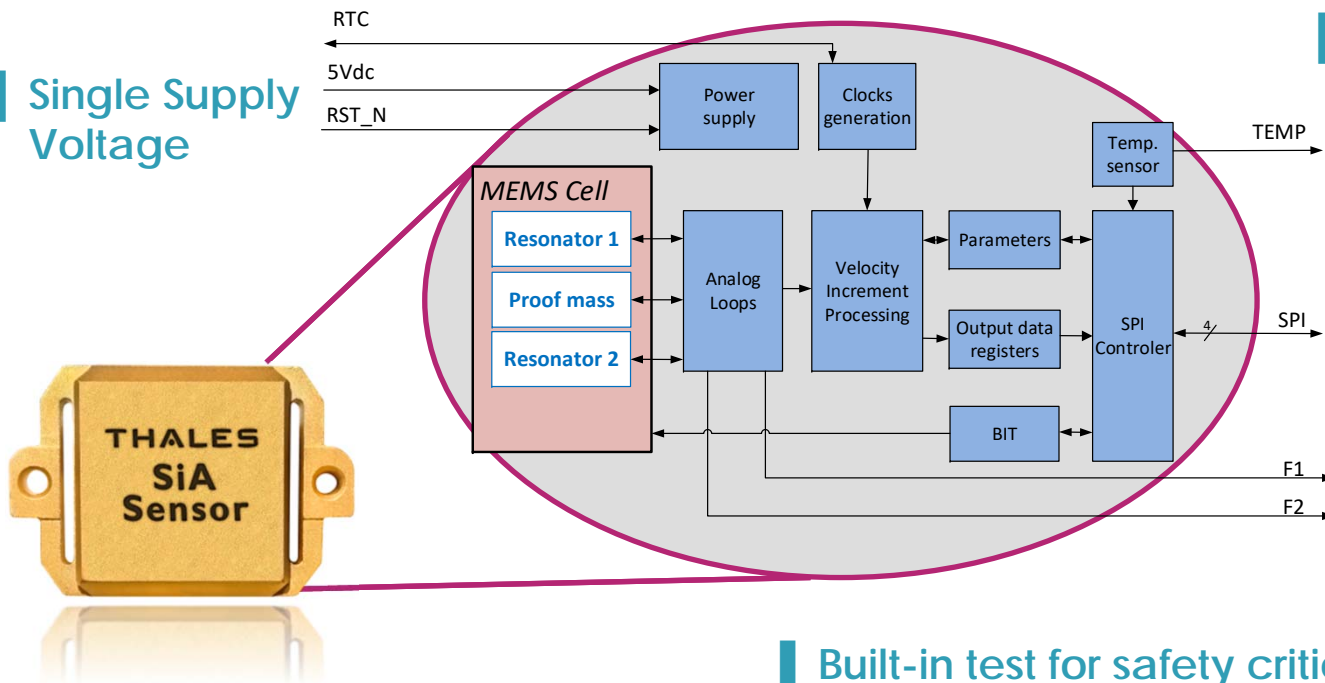 RTC
5Vdc
RST_N
Single Supply
Voltage
Power
supply
Clocks
generation
Temp.
sensor
TEMP
MEMS Cell
Resonator 1
Proof mass
Resonator 2
Analog
Loops
Velocity
Increment
Processing
Parameters
Output data
registers
BIT
SPI
Controler
4
SPI
F1
F2
THALES
SiA
Sensor
Built-in test for safety